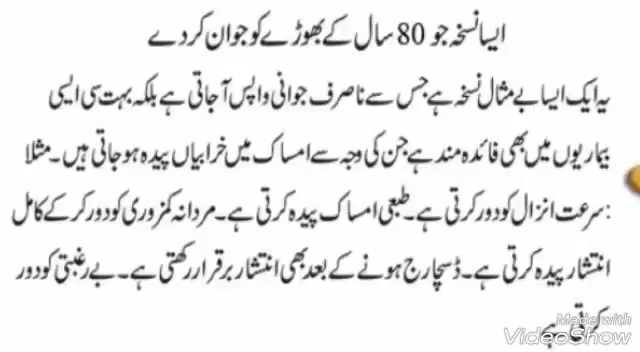 ایسا نسخہ جو 80 سال کے بھوڑے کو جوان کر دے
یہ ایک ایسا بے مثال نسخہ ہے جس سے نا صرف جوانی واپس آ جاتی ہے بلکہ بہت سی ایسی
بیماریوں میں بھی فائدہ مند ہے جن کی وجہ سے امساک میں خرابیاں پیدہ ہو جاتی ہیں۔ مثلا
:سرعت انزال کو دور کرتی ہے۔ طبعی امساک پیدہ کرتی ہے۔ مردانہ کمزوری کو دور کر کے کامل
انتشار پیدہ کرتی ہے۔ ڈسچارج ہونے کے بعد بھی انتشار برقرار رکھتی ہے۔ بے رغبتی کو دور
کرتی ہے
Made with
VideoShow